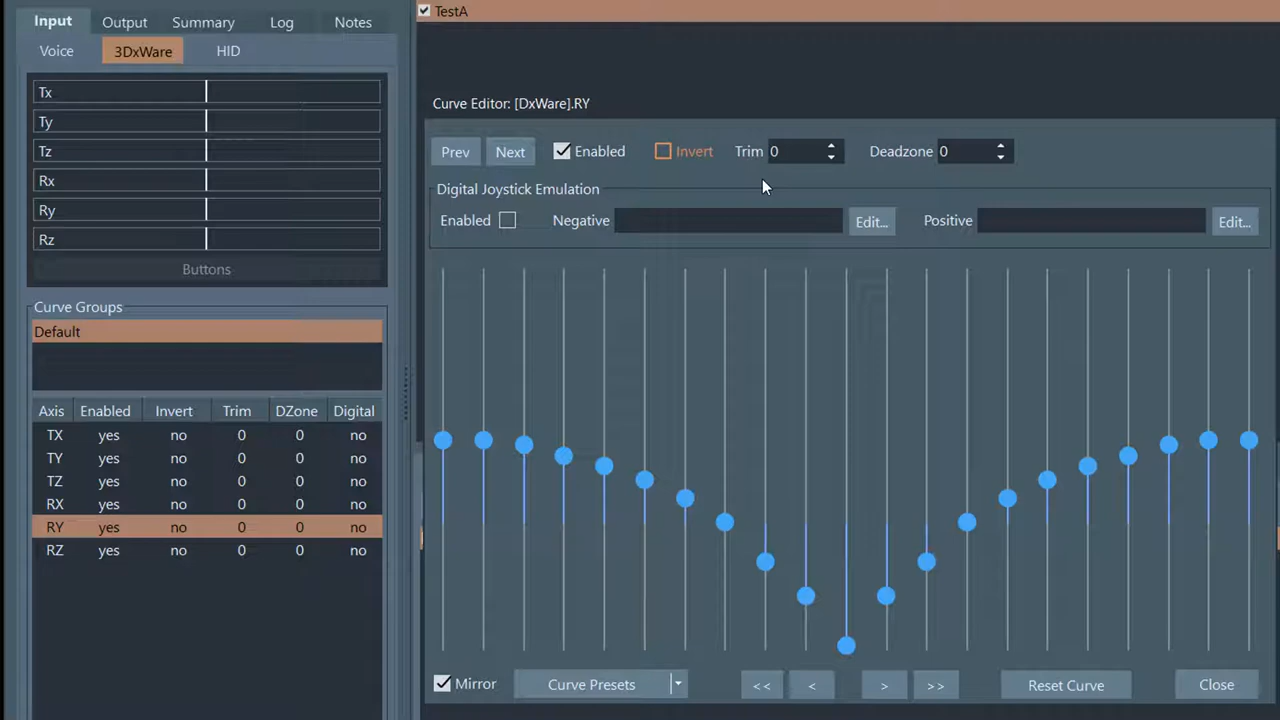 Input Output Summary Log Notes
Voice 3DxWare HID
Tx
Ty
Tz
Rx
Ry
Rz
Buttons
Curve Groups
Default
Axis Enabled Invert Trim DZone Digital
TX yes no 0 0 no
TY yes no 0 0 no
TZ yes no 0 0 no
RX yes no 0 0 no
RY yes no 0 0 no
RZ yes no 0 0 no
TestA
Curve Editor: [DxWare].RY
Prev Next Enabled Invert Trim 0 Deadzone 0
Digital Joystick Emulation
Enabled Negative Edit... Positive Edit...
Mirror Curve Presets << < > >> Reset Curve Close